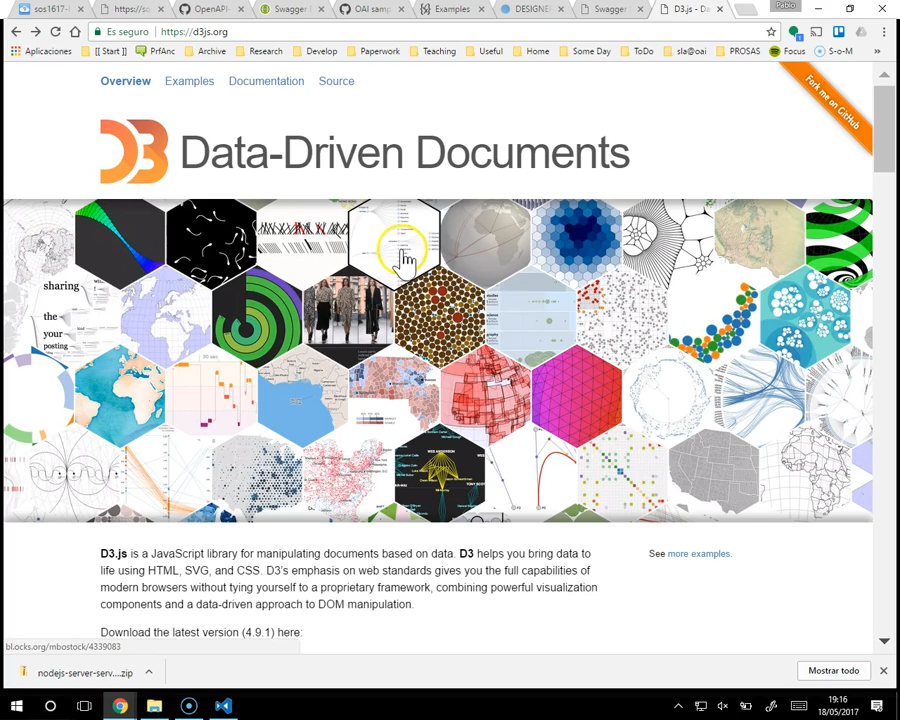 sos1617-
https://so
OpenAPI-
Swagger
OAI samp
Examples
DESIGNE
Swagger
D3.js - Da
Pablo
Es seguro
https://d3js.org
Aplicaciones
[[ Start ]]
PrfAnc
Archive
Research
Develop
Paperwork
Teaching
Useful
Home
Some Day
ToDo
sla@oai
PROSAS
Focus
S-o-M
Overview
Examples
Documentation
Source
Fork me on GitHub
D3 Data-Driven Documents
sharing
the
your
posting
30 sec
WES ANDERSON
D3.js is a JavaScript library for manipulating documents based on data. D3 helps you bring data to
life using HTML, SVG, and CSS. D3's emphasis on web standards gives you the full capabilities of
modern browsers without tying yourself to a proprietary framework, combining powerful visualization
components and a data-driven approach to DOM manipulation.
See more examples.
Download the latest version (4.9.1) here:
bl.ocks.org/mbostock/4339083
nodejs-server-serv....zip
Mostrar todo
19:16
18/05/2017